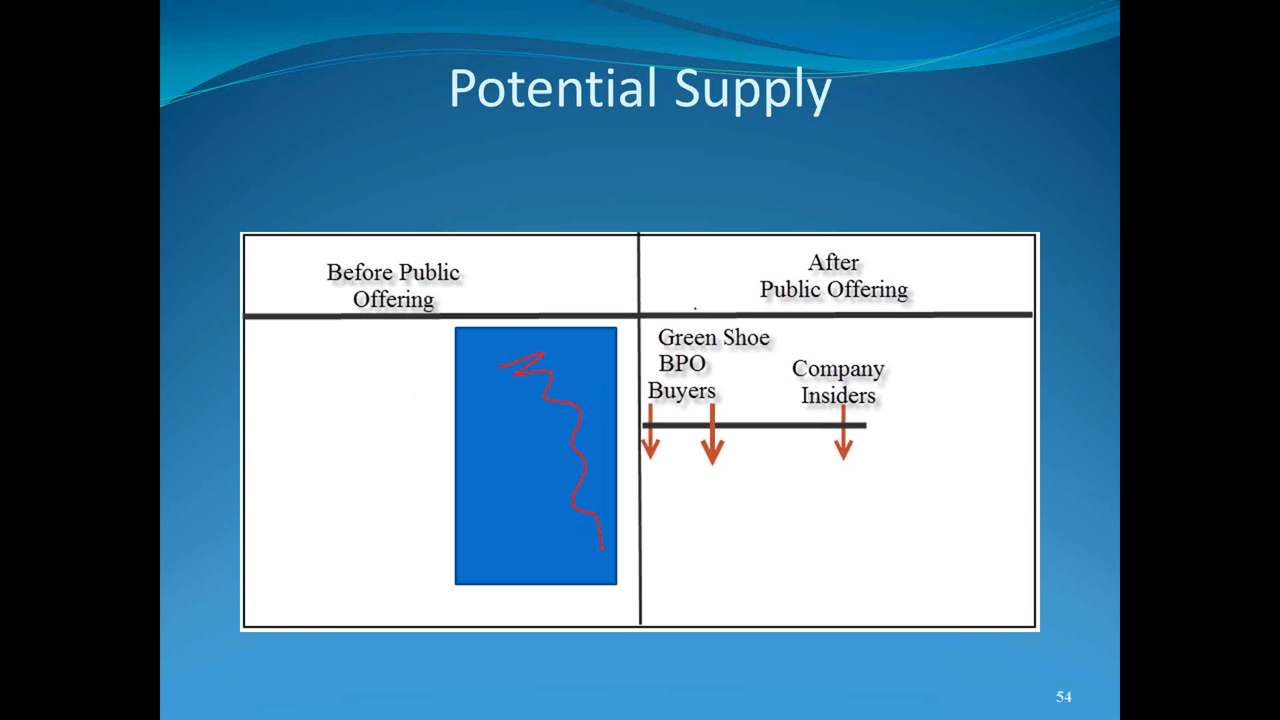 Potential Supply
Before Public
Offering
After
Public Offering
Green Shoe
BPO
Buyers
Company
Insiders
54